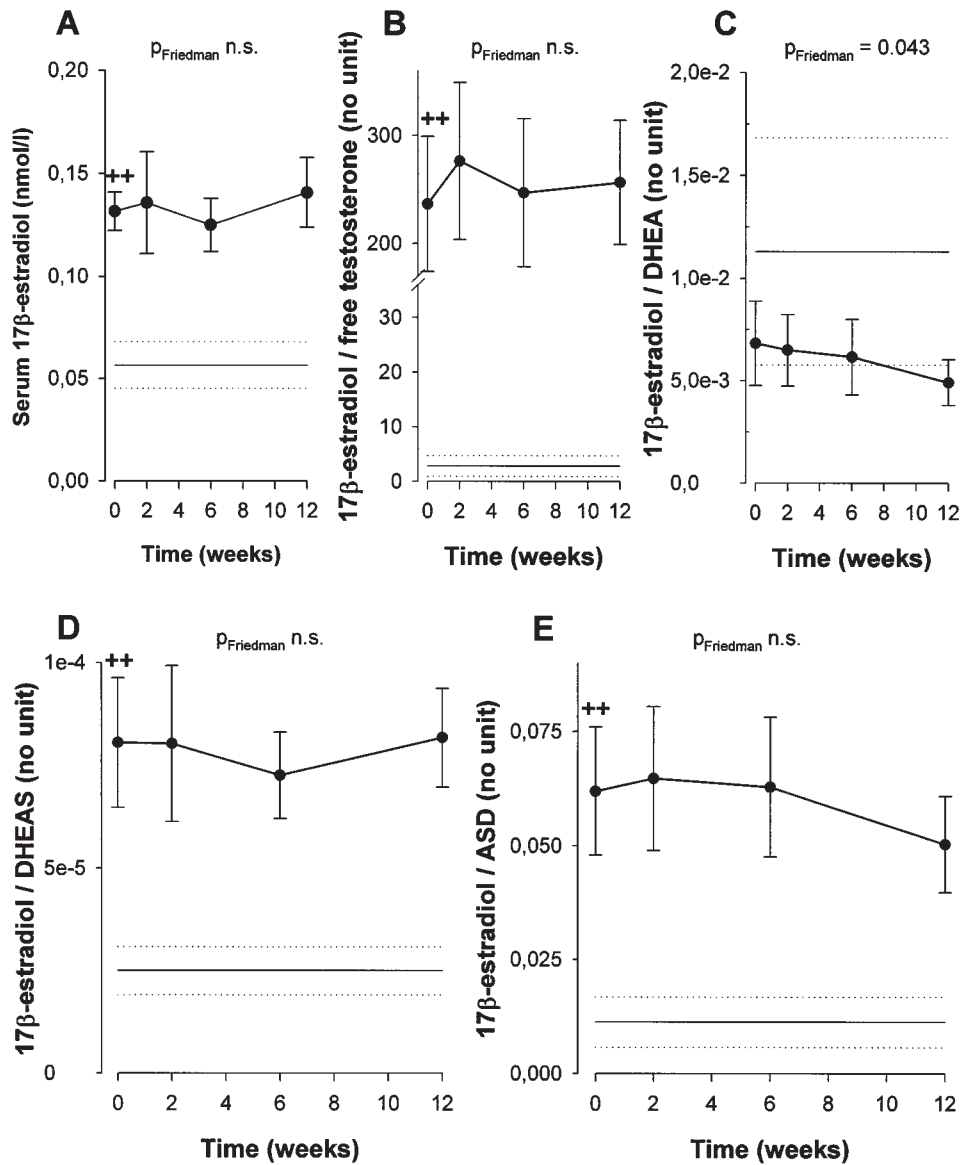 A
p Friedman n.s.
Serum 17β-estradiol (nmol/l)
0,20
0,15
0,10
0,05
0,00
++
0 2 4 6 8 10 12
Time (weeks)
B
p Friedman n.s.
17β-estradiol / free testosterone (no unit)
300
200
30
20
10
0
++
0 2 4 6 8 10 12
Time (weeks)
C
p Friedman = 0.043
17β-estradiol / DHEA (no unit)
2,0e-2
1,5e-2
1,0e-2
5,0e-3
0,0
0 2 4 6 8 10 12
Time (weeks)
D
p Friedman n.s.
17β-estradiol / DHEAS (no unit)
1e-4
5e-5
0
++
0 2 4 6 8 10 12
Time (weeks)
E
p Friedman n.s.
17β-estradiol / ASD (no unit)
0,075
0,050
0,025
0,000
++
0 2 4 6 8 10 12
Time (weeks)